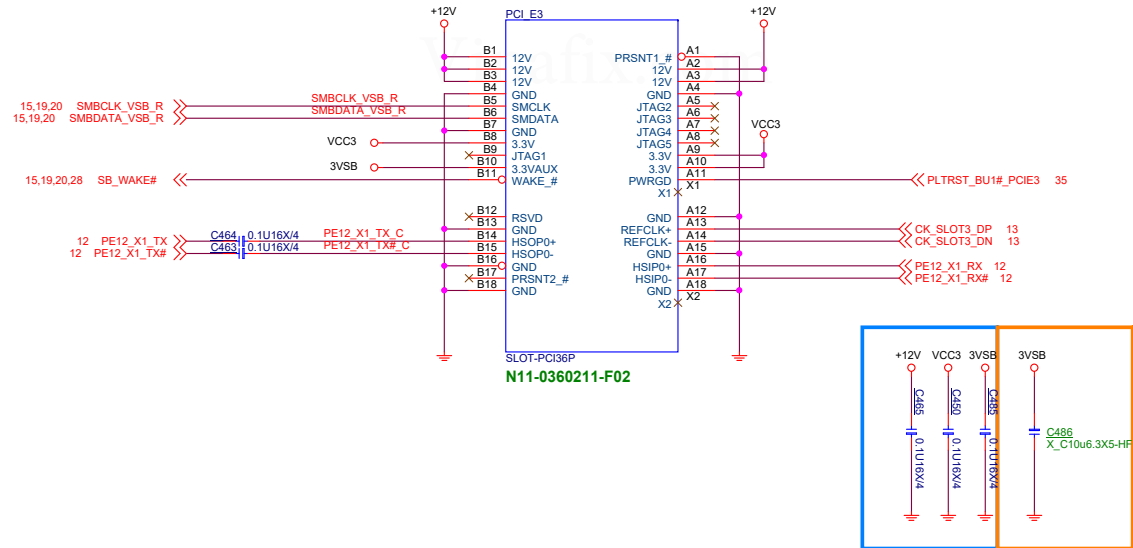 +12V
PCI_E3
+12V
B1 12V PRSNT1_# A1
B2 12V 12V A2
B3 12V 12V A3
B4 GND GND A4
15,19,20 SMBCLK_VSB_R SMBCLK_VSB_R B5 SMCLK JTAG2 A5
15,19,20 SMBDATA_VSB_R SMBDATA_VSB_R B6 SMDATA JTAG3 A6
B7 GND JTAG4 A7
VCC3 B8 3.3V JTAG5 A8
VCC3
B9 JTAG1 3.3V A9
3VSB B10 3.3VAUX 3.3V A10
15,19,20,28 SB_WAKE# B11 WAKE_# PWRGD A11 PLTRST_BU1#_PCIE3 35
X1 X1
B12 RSVD GND A12
B13 GND REFCLK+ A13 CK_SLOT3_DP 13
12 PE12_X1_TX C464 0.1U16X/4 PE12_X1_TX_C B14 HSOP0+ REFCLK- A14 CK_SLOT3_DN 13
12 PE12_X1_TX# C463 0.1U16X/4 PE12_X1_TX#_C B15 HSOP0- GND A15
B16 GND HSIP0+ A16 PE12_X1_RX 12
B17 PRSNT2_# HSIP0- A17 PE12_X1_RX# 12
B18 GND GND A18
X2 X2
SLOT-PCI36P
N11-0360211-F02
+12V VCC3 3VSB 3VSB
C465 C450 C485
C486
X_C10u6.3X5-HF
0.1U16X/4 0.1U16X/4 0.1U16X/4